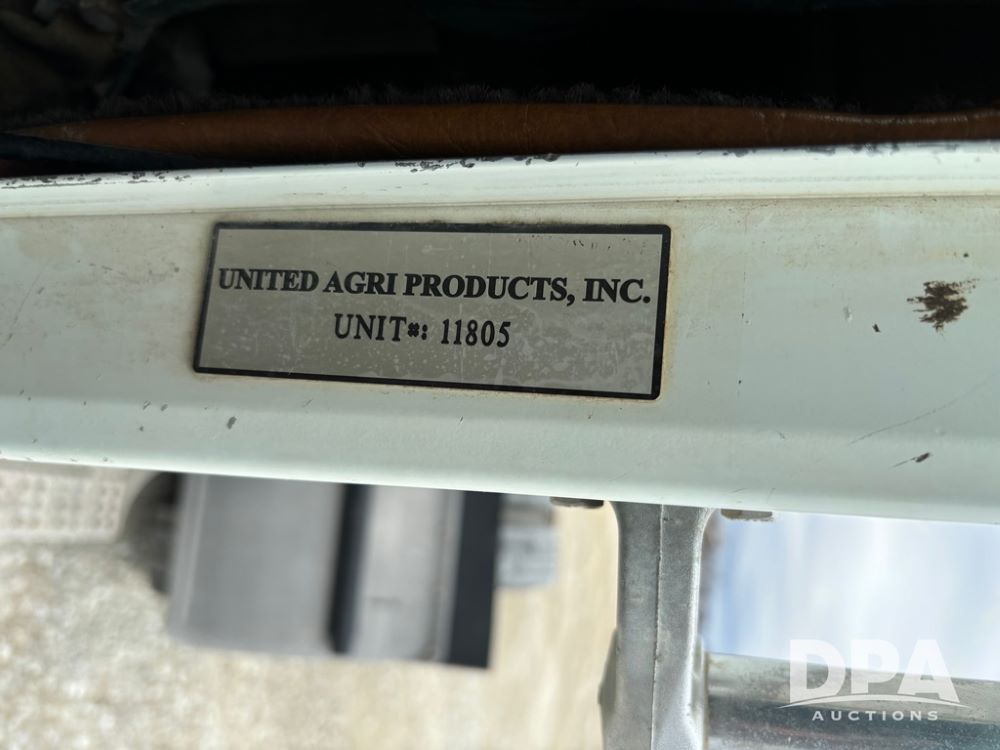 UNITED AGRI PRODUCTS, INC.
UNIT#: 11805
DPA
AUCTIONS